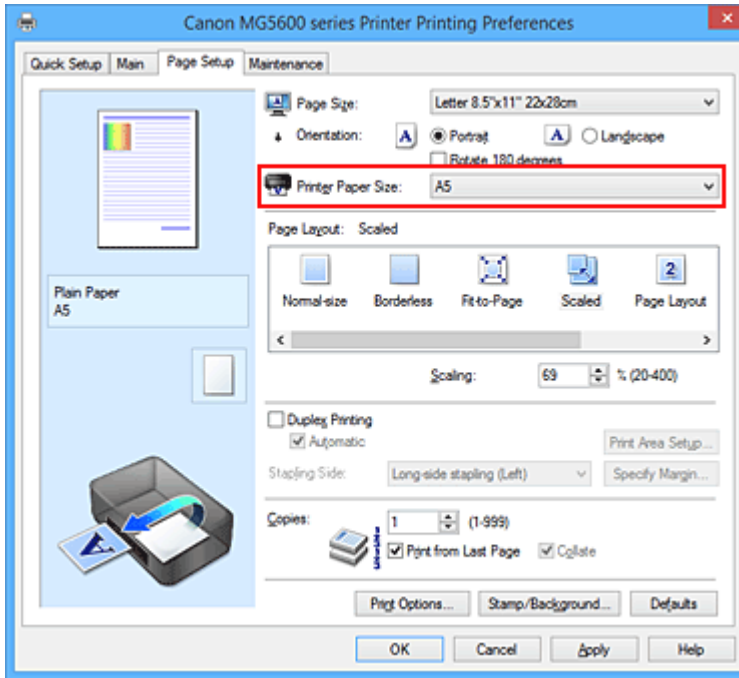 Canon MG5600 series Printer Printing Preferences
Quick Setup Main Page Setup Maintenance
Page Size: Letter 8.5"x11" 22x28cm
Orientation: A Portrait A Landscape
Rotate 180 degrees
Printer Paper Size: A5
Page Layout: Scaled
2
Normal-size Borderless Fit-to-Page Scaled Page Layout
Plain Paper
A5
Scaling: 69 % (20-400)
Duplex Printing
Automatic Print Area Setup...
Stapling Side: Long-side stapling (Left) Specify Margin...
Copies: 1 (1-999)
Print from Last Page Collate
A
Print Options... Stamp/Background... Defaults
OK Cancel Apply Help